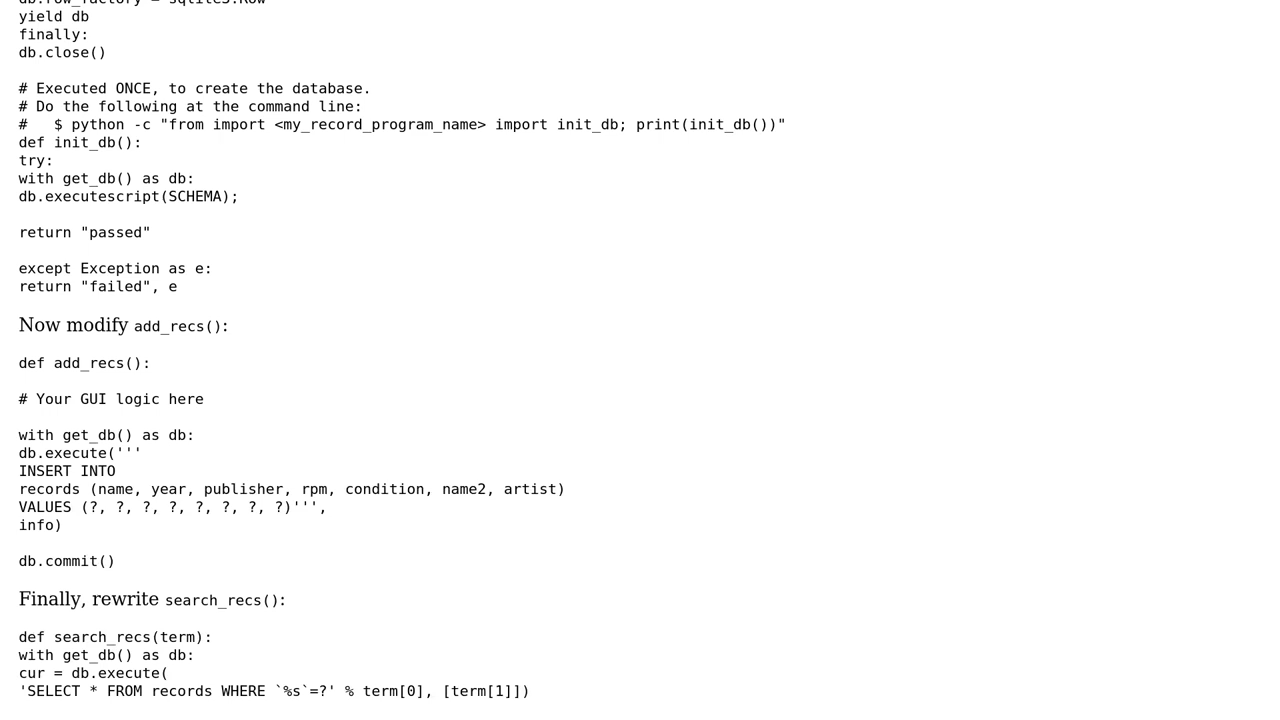 db.row_factory = sqlite3.Row
yield db
finally:
db.close()
# Executed ONCE, to create the database.
# Do the following at the command line:
#   $ python -c "from import <my_record_program_name> import init_db; print(init_db())"
def init_db():
try:
with get_db() as db:
db.executescript(SCHEMA);
return "passed"
except Exception as e:
return "failed", e
Now modify add_recs():
def add_recs():
# Your GUI logic here
with get_db() as db:
db.execute('''
INSERT INTO
records (name, year, publisher, rpm, condition, name2, artist)
VALUES (?, ?, ?, ?, ?, ?, ?, ?)''',
info)
db.commit()
Finally, rewrite search_recs():
def search_recs(term):
with get_db() as db:
cur = db.execute(
'SELECT * FROM records WHERE `%s`=?' % term[0], [term[1]])